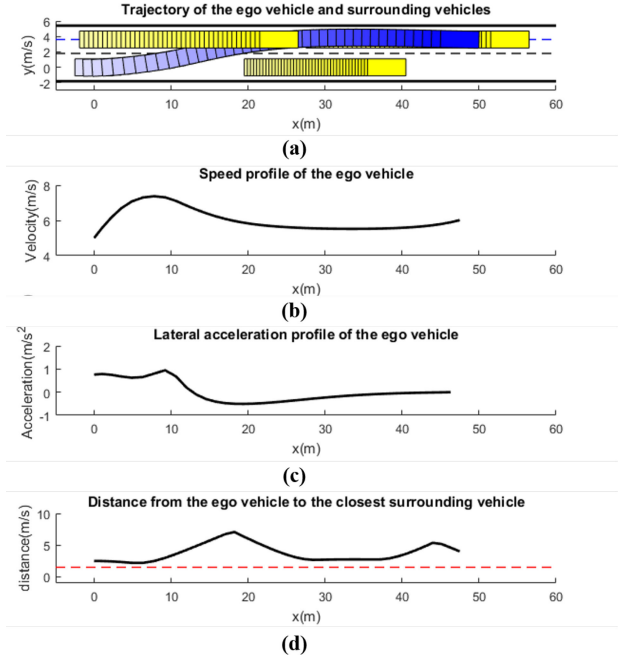 Trajectory of the ego vehicle and surrounding vehicles
y(m/s)
6
4
2
0
-2
0 10 20 30 40 50 60
x(m)
(a)
Speed profile of the ego vehicle
Velocity(m/s)
8
6
4
0 10 20 30 40 50 60
x(m)
(b)
Lateral acceleration profile of the ego vehicle
Acceleration(m/s²
2
1
0
-1
0 10 20 30 40 50 60
x(m)
(c)
Distance from the ego vehicle to the closest surrounding vehicle
distance(m/s)
10
5
0
0 10 20 30 40 50 60
x(m)
(d)